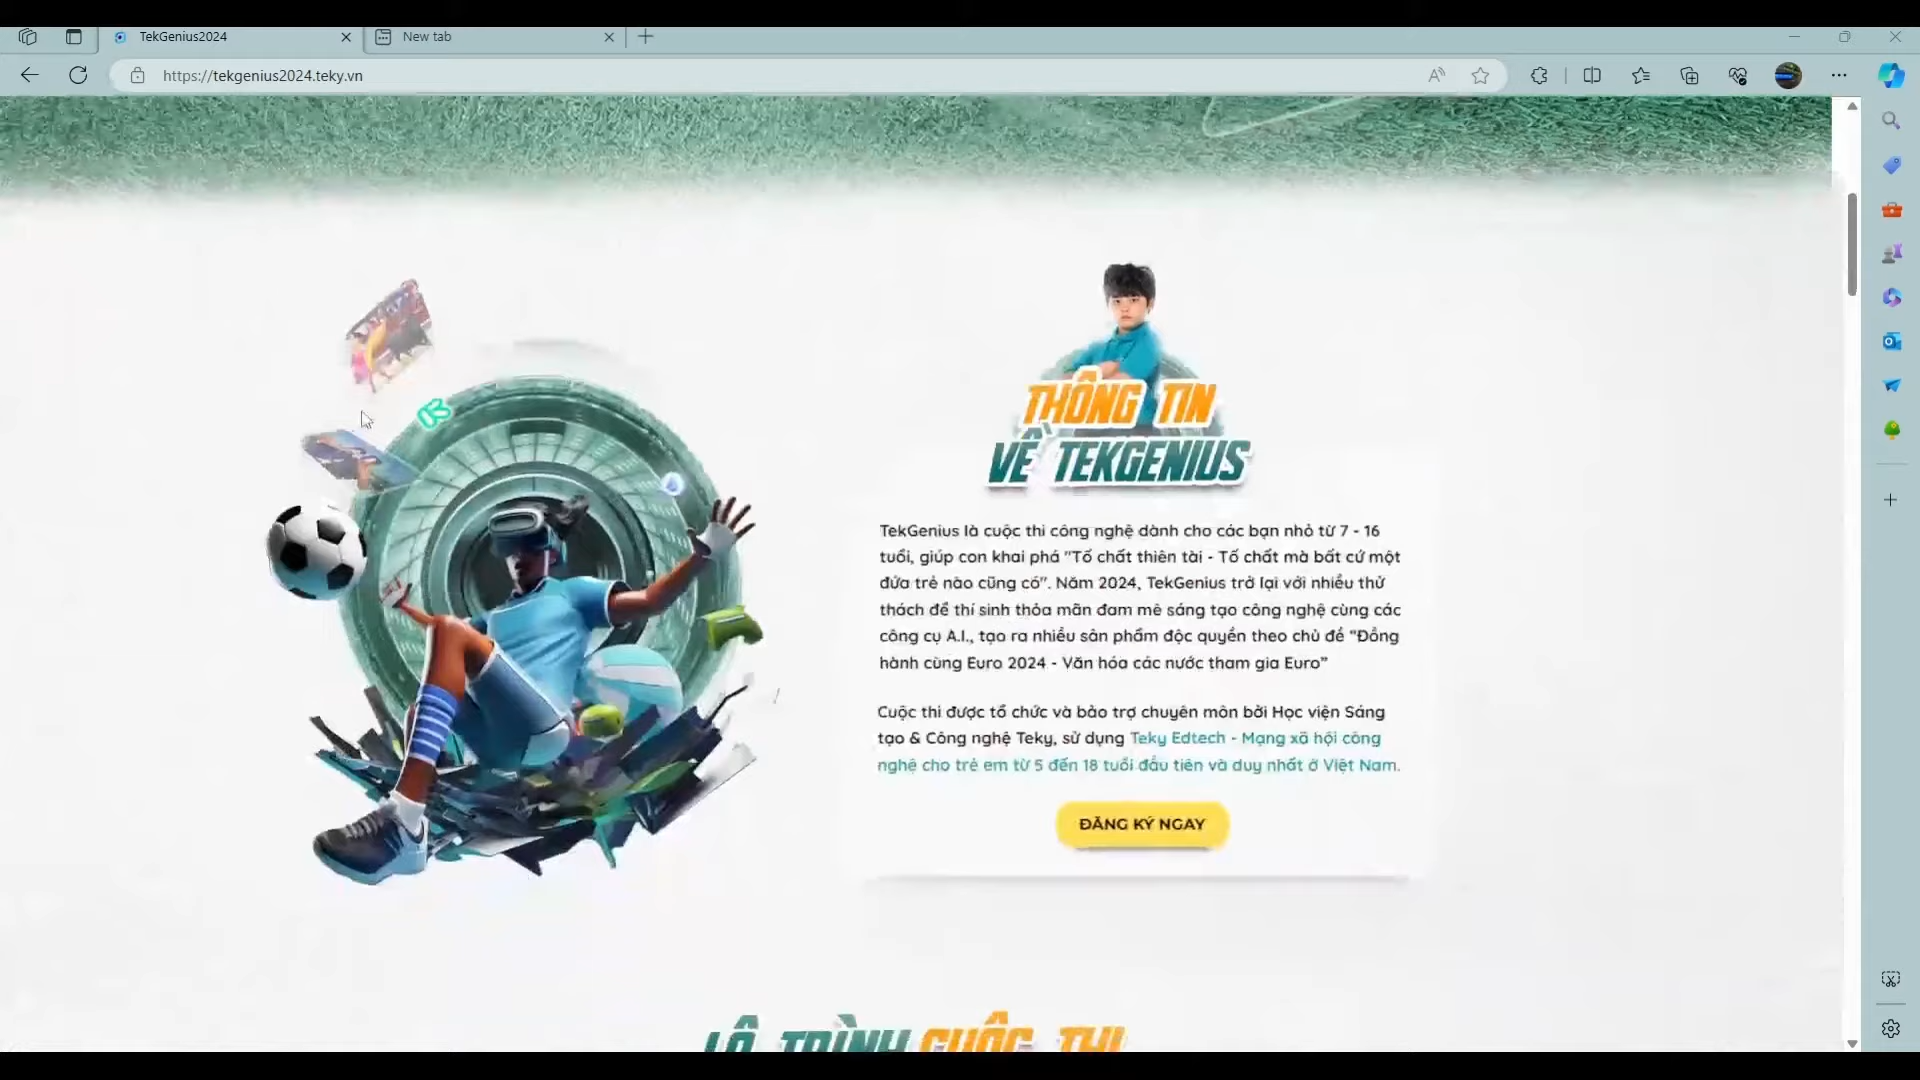 TekGenius2024
New tab
https://tekgenius2024.teky.vn
THÔNG TIN
VỀ TEKGENIUS
TekGenius là cuộc thi công nghệ dành cho các bạn nhỏ từ 7 - 16
tuổi, giúp con khai phá "Tố chất thiên tài - Tố chất mà bất cứ một
đứa trẻ nào cũng có". Năm 2024, TekGenius trở lại với nhiều thử
thách để thí sinh thỏa mãn đam mê sáng tạo công nghệ cùng các
công cụ A.I., tạo ra nhiều sản phẩm độc quyền theo chủ đề "Đồng
hành cùng Euro 2024 - Văn hóa các nước tham gia Euro"
Cuộc thi được tổ chức và bảo trợ chuyên môn bởi Học viện Sáng
tạo & Công nghệ Teky, sử dụng Teky Edtech - Mạng xã hội công
nghệ cho trẻ em từ 5 đến 18 tuổi đầu tiên và duy nhất ở Việt Nam.
ĐĂNG KÝ NGAY
LỘ TRÌNH CUỘC THI